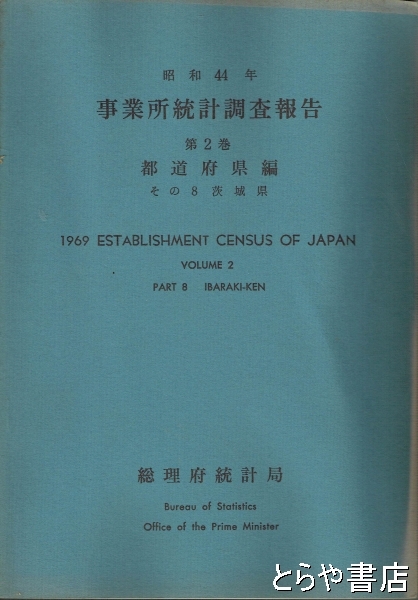 昭和44年
事業所統計調査報告
第2巻
都道府県編
その8茨城県
1969 ESTABLISHMENT CENSUS OF JAPAN
VOLUME 2
PART 8 IBARAKI-KEN
総理府統計局
Bureau of Statistics
Office of the Prime Minister
とらや書店